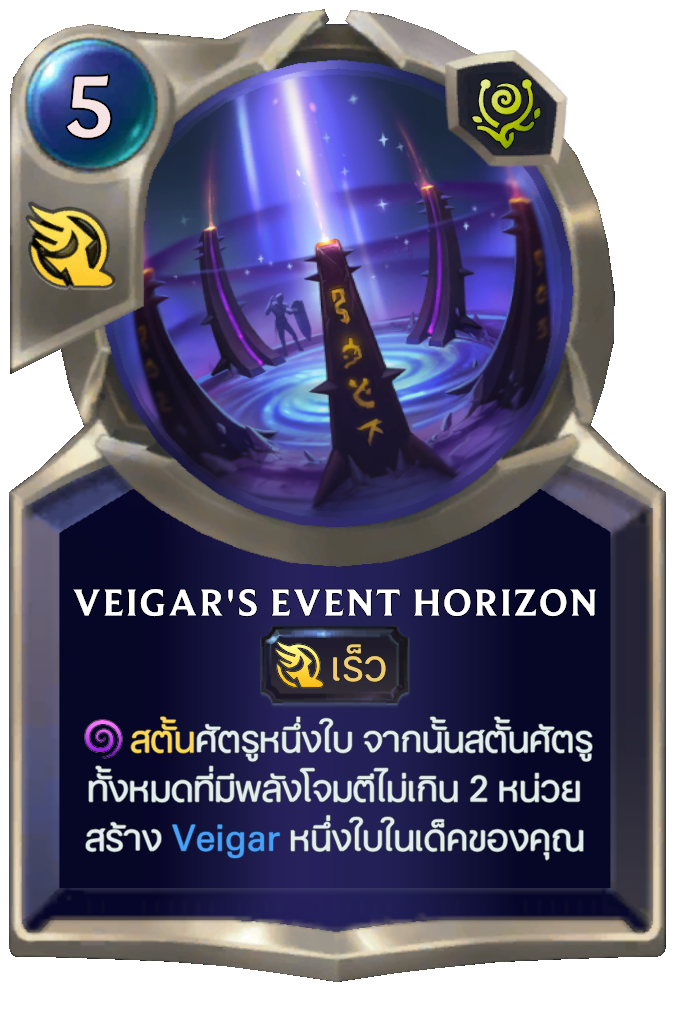 5
VEIGAR'S EVENT HORIZON
เร็ว
สตั้นศัตรูหนึ่งใบ จากนั้นสตั้นศัตรู
ทั้งหมดที่มีพลังโจมตีไม่เกิน 2 หน่วย
สร้าง Veigar หนึ่งใบในเด็คของคุณ